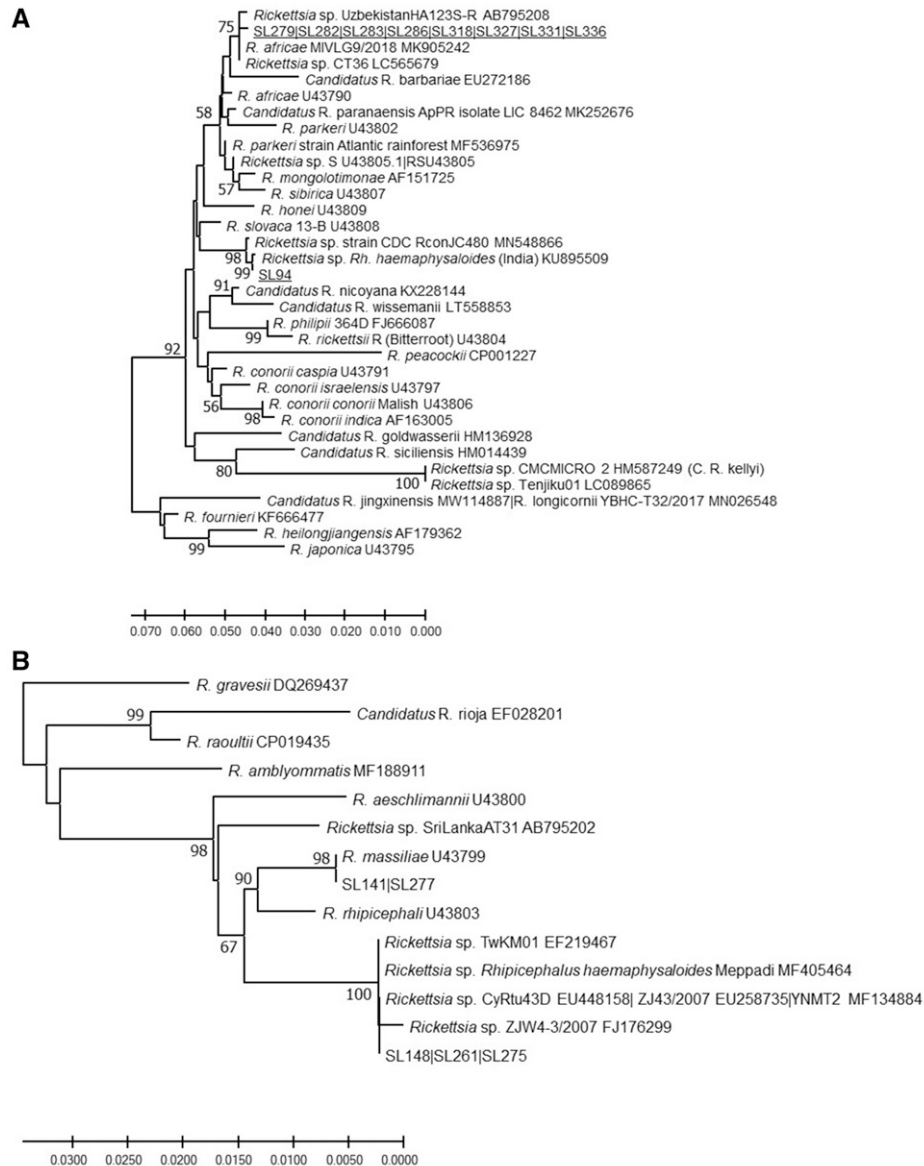 A
Rickettsia sp. UzbekistanHA123S-R AB795208
75
SL279|SL282|SL283|SL286|SL318|SL327|SL331|SL336
R. africae MIVLG9/2018 MK905242
Rickettsia sp. CT36 LC565679
Candidatus R. barbariae EU272186
R. africae U43790
58
Candidatus R. paranaensis ApPR isolate LIC 8462 MK252676
R. parkeri U43802
R. parkeri strain Atlantic rainforest MF536975
Rickettsia sp. S U43805.1|RSU43805
R. mongolotimonae AF151725
57
R. sibirica U43807
R. honei U43809
R. slovaca 13-B U43808
Rickettsia sp. strain CDC RconJC480 MN548866
98
Rickettsia sp. Rh. haemaphysaloides (India) KU895509
99
SL94
91
Candidatus R. nicoyana KX228144
Candidatus R. wissemanii LT558853
R. philipii 364D FJ666087
99
R. rickettsii R (Bitterroot) U43804
92
R. peacockii CP001227
R. conorii caspia U43791
R. conorii israelensis U43797
56
R. conorii conorii Malish U43806
98
R. conorii indica AF163005
Candidatus R. goldwasserii HM136928
Candidatus R. siciliensis HM014439
80
Rickettsia sp. CMCMICRO 2 HM587249 (C. R. kellyi)
100
Rickettsia sp. Tenjiku01 LC089865
Candidatus R. jingxinensis MW114887|R. longicornii YBHC-T32/2017 MN026548
R. fournieri KF666477
R. heilongjiangensis AF179362
99
R. japonica U43795
0.070 0.060 0.050 0.040 0.030 0.020 0.010 0.000
B
R. gravesii DQ269437
99
Candidatus R. rioja EF028201
R. raoultii CP019435
R. amblyommatis MF188911
R. aeschlimannii U43800
98
Rickettsia sp. SriLankaAT31 AB795202
98
R. massiliae U43799
90
SL141|SL277
R. rhipicephali U43803
67
Rickettsia sp. TwKM01 EF219467
Rickettsia sp. Rhipicephalus haemaphysaloides Meppadi MF405464
100
Rickettsia sp. CyRtu43D EU448158| ZJ43/2007 EU258735|YNMT2 MF134884
Rickettsia sp. ZJW4-3/2007 FJ176299
SL148|SL261|SL275
0.0300 0.0250 0.0200 0.0150 0.0100 0.0050 0.0000